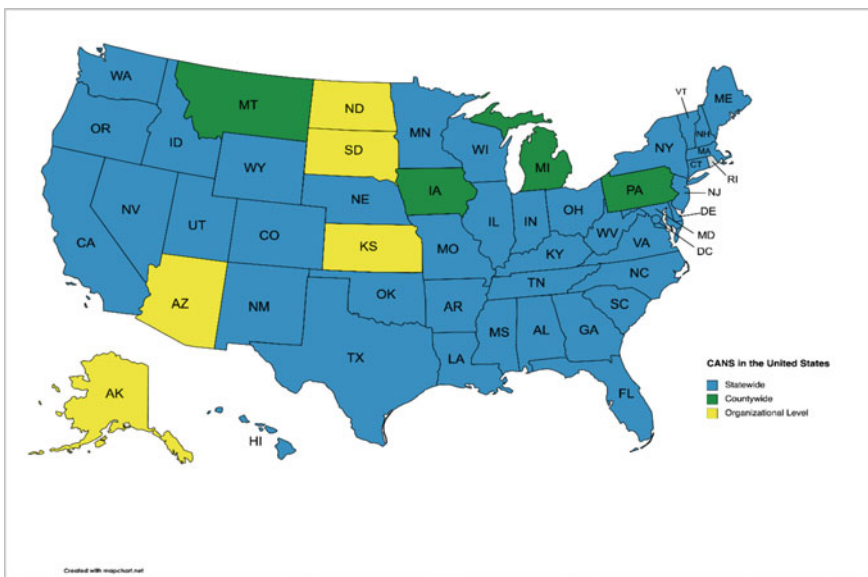 WA
MT
ND
MN
VT
ME
OR
ID
SD
WI
NY
NH
MA
CT
WY
MI
RI
IA
PA
NJ
NE
NV
UT
IL
IN
OH
DE
MD
CA
CO
KS
MO
WV
VA
DC
KY
NC
TN
AZ
NM
OK
AR
SC
MS
AL
GA
TX
LA
CANS in the United States
AK
Statewide
FL
Countywide
Organizational Level
HI
Created with mapchart.net